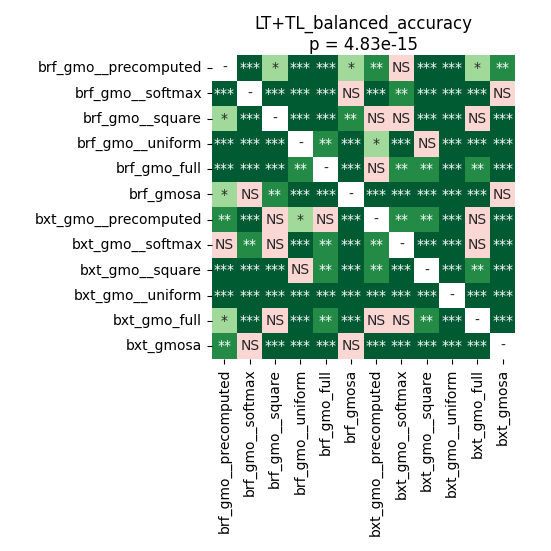 LT+TL_balanced_accuracy
p = 4.83e-15
brf_gmo__precomputed - *** * *** *** * ** NS *** *** * **
brf_gmo__softmax *** - *** *** *** NS *** ** *** *** *** NS
brf_gmo__square * *** - *** *** ** NS NS *** *** NS ***
brf_gmo__uniform *** *** *** - ** *** * *** NS *** *** ***
brf_gmo_full *** *** *** ** - *** NS ** ** *** ** ***
brf_gmosa * NS ** *** *** - *** *** *** *** *** NS
bxt_gmo__precomputed ** *** NS * NS *** - ** ** *** NS ***
bxt_gmo__softmax NS ** NS *** ** *** ** - *** *** NS ***
bxt_gmo__square *** *** *** NS ** *** ** *** - *** ** ***
bxt_gmo__uniform *** *** *** *** *** *** *** *** *** - *** ***
bxt_gmo_full * *** NS *** ** *** NS NS ** *** - ***
bxt_gmosa ** NS *** *** *** NS *** *** *** *** *** -
brf_gmo__precomputed
brf_gmo__softmax
brf_gmo__square
brf_gmo__uniform
brf_gmo_full
brf_gmosa
bxt_gmo__precomputed
bxt_gmo__softmax
bxt_gmo__square
bxt_gmo__uniform
bxt_gmo_full
bxt_gmosa